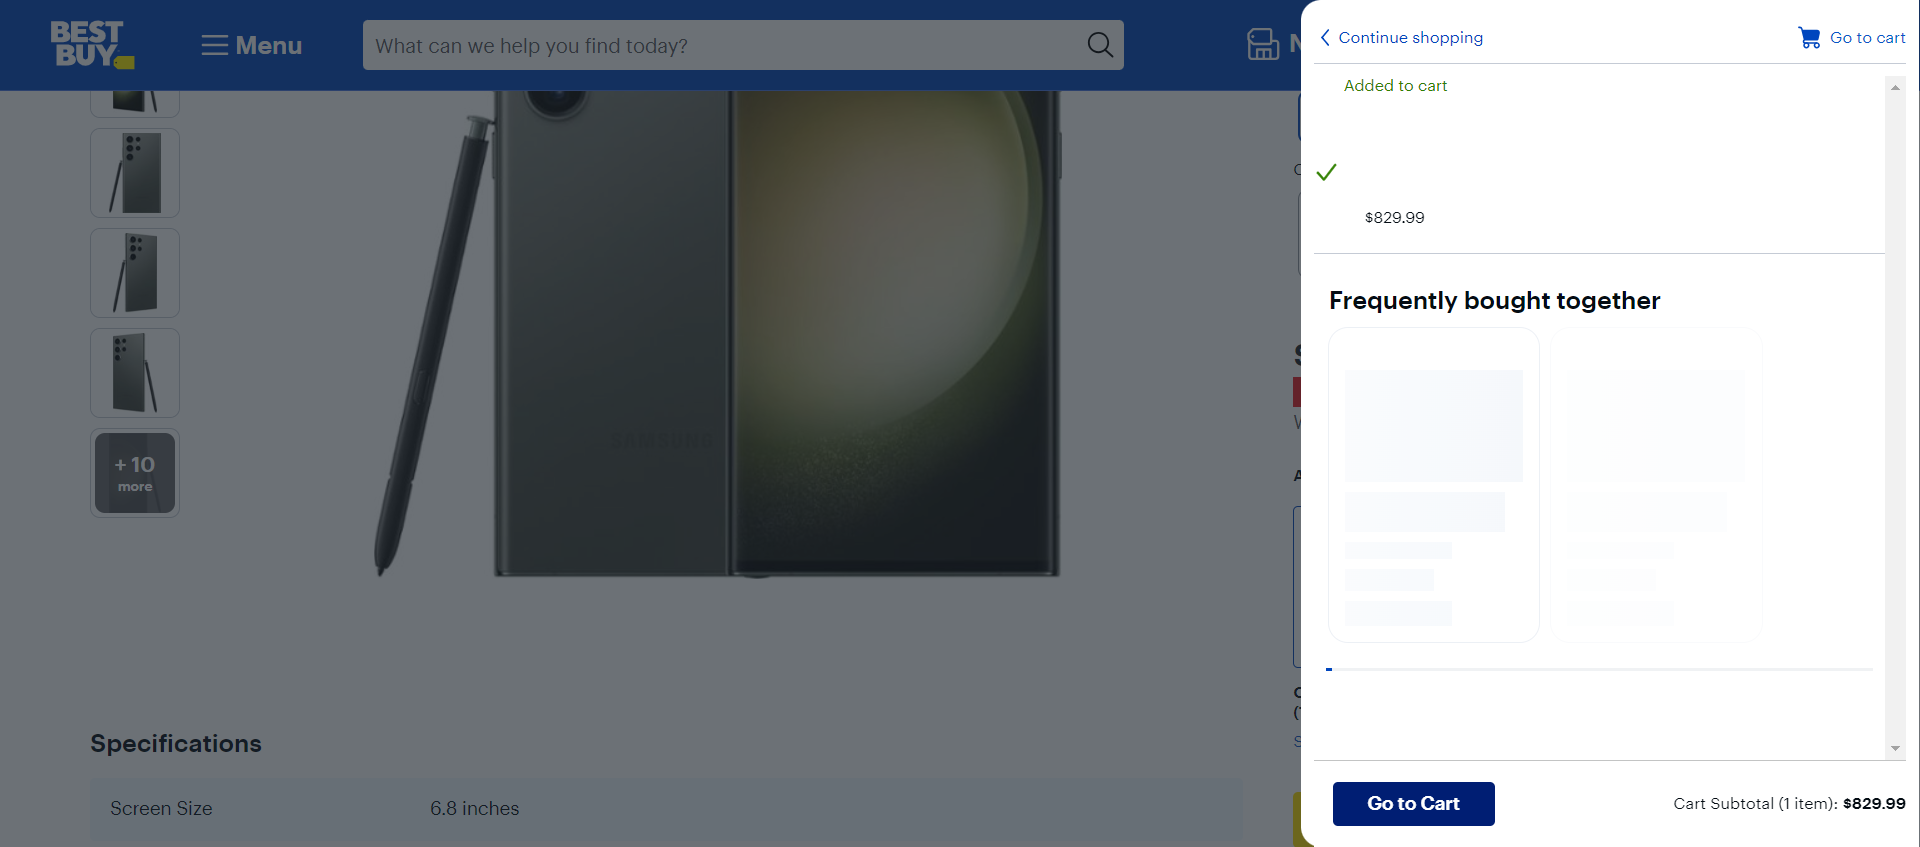 BEST
BUY
Menu
What can we help you find today?
Continue shopping
Go to cart
Added to cart
$829.99
Frequently bought together
SAMSUNG
+ 10
more
Specifications
Screen Size
6.8 inches
Go to Cart
Cart Subtotal (1 item): $829.99